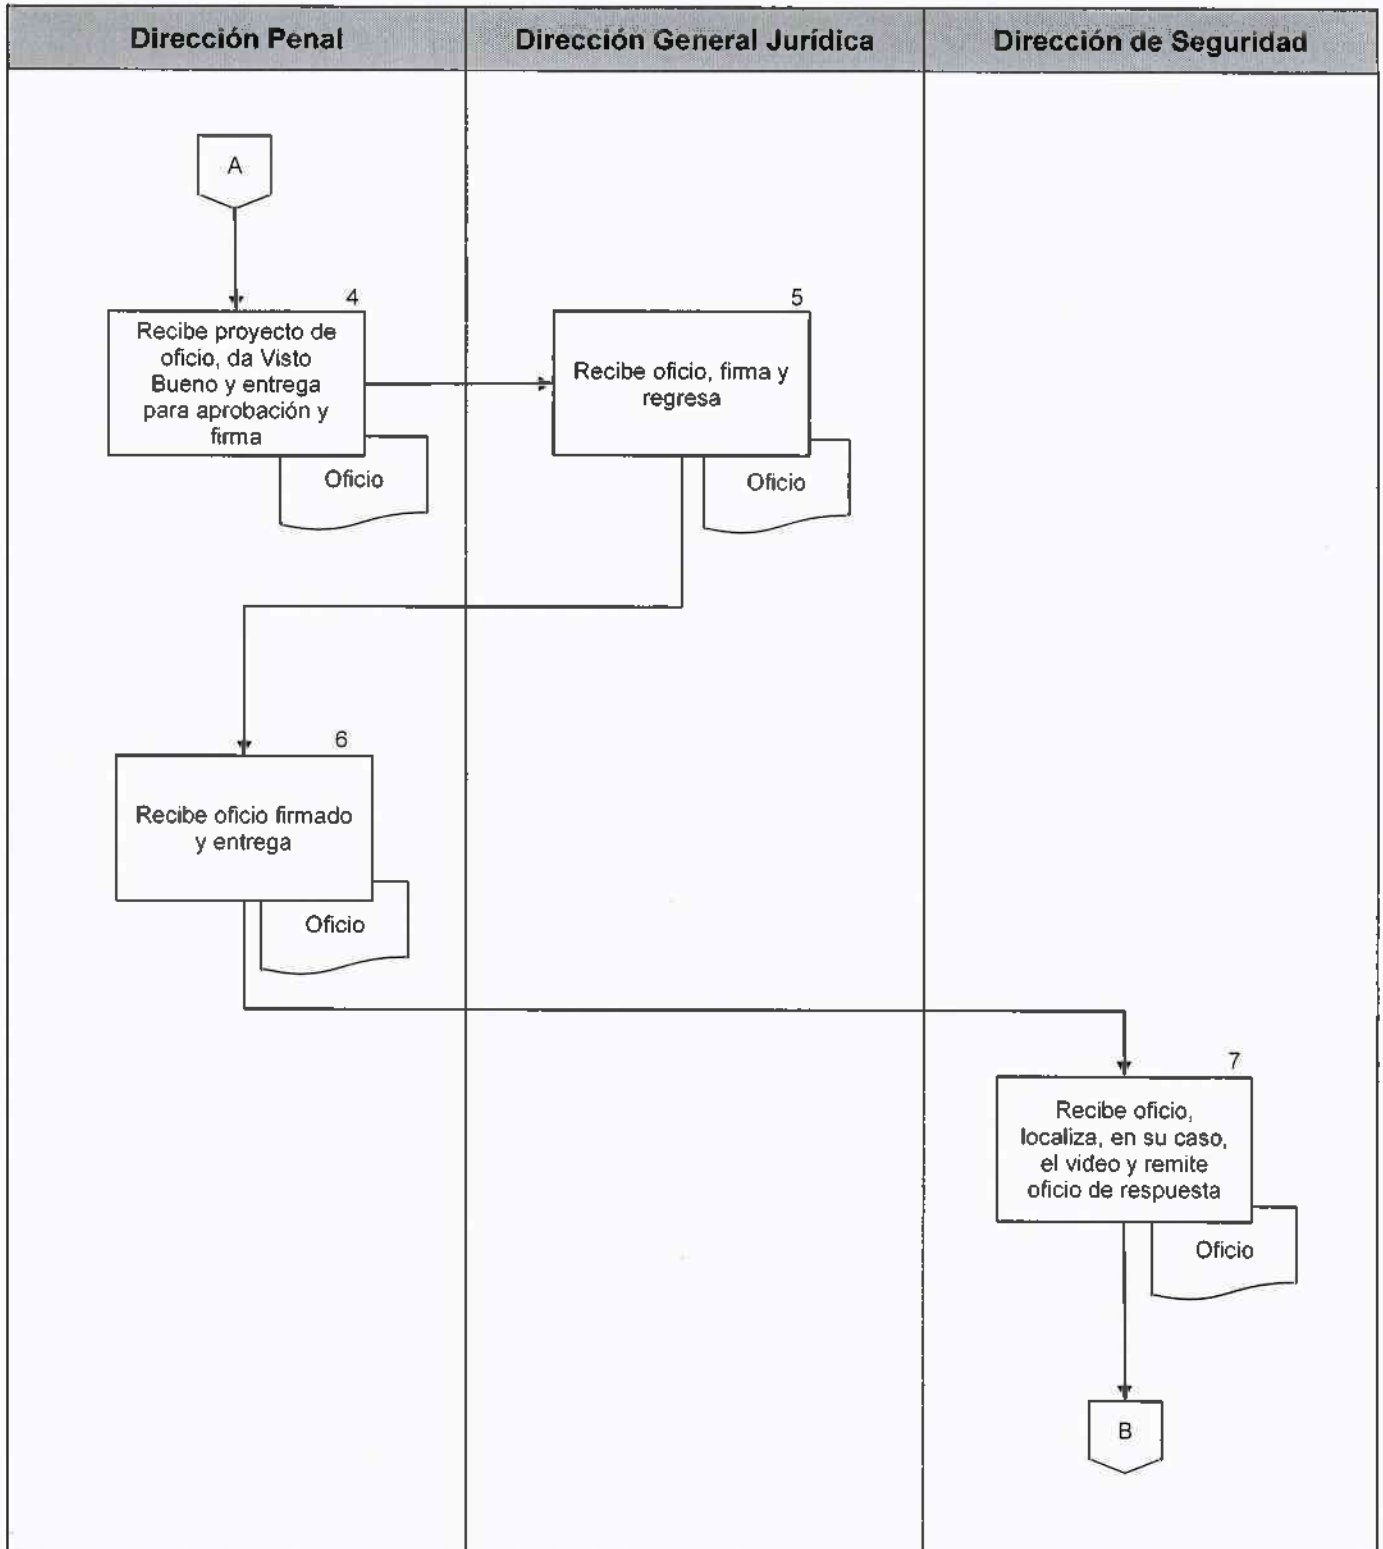 Dirección Penal
Dirección General Jurídica
Dirección de Seguridad
A
4
Recibe proyecto de
oficio, da Visto
Bueno y entrega
para aprobación y
firma
Oficio
5
Recibe oficio, firma y
regresa
Oficio
6
Recibe oficio firmado
y entrega
Oficio
7
Recibe oficio,
localiza, en su caso,
el video y remite
oficio de respuesta
Oficio
B